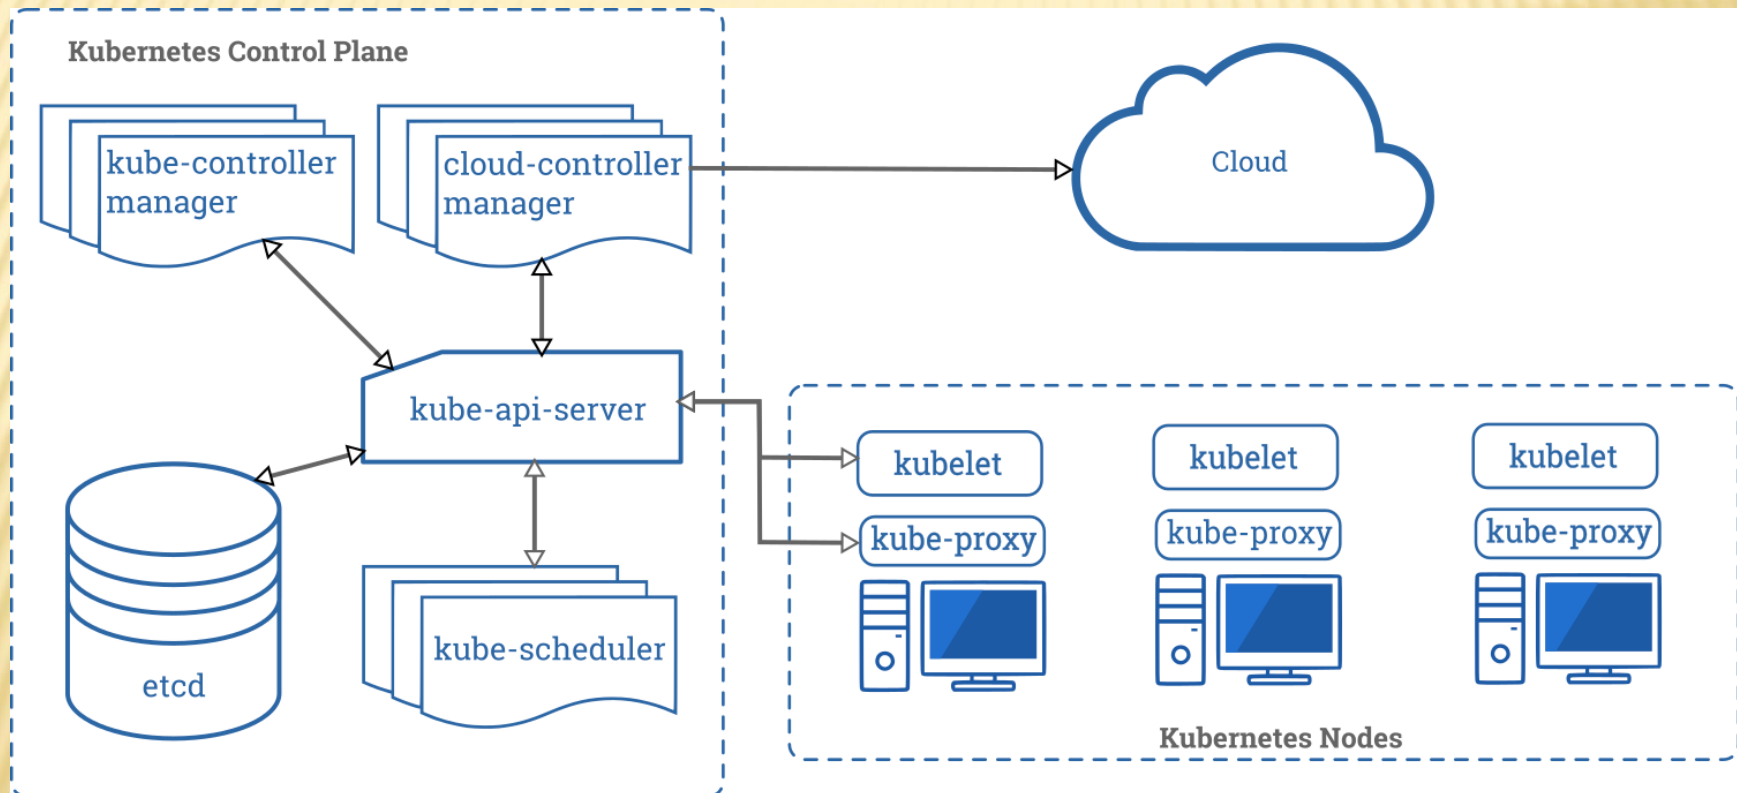 Kubernetes Control Plane
kube-controller
manager
cloud-controller
manager
Cloud
kube-api-server
etcd
kube-scheduler
kubelet
kube-proxy
kubelet
kube-proxy
kubelet
kube-proxy
Kubernetes Nodes